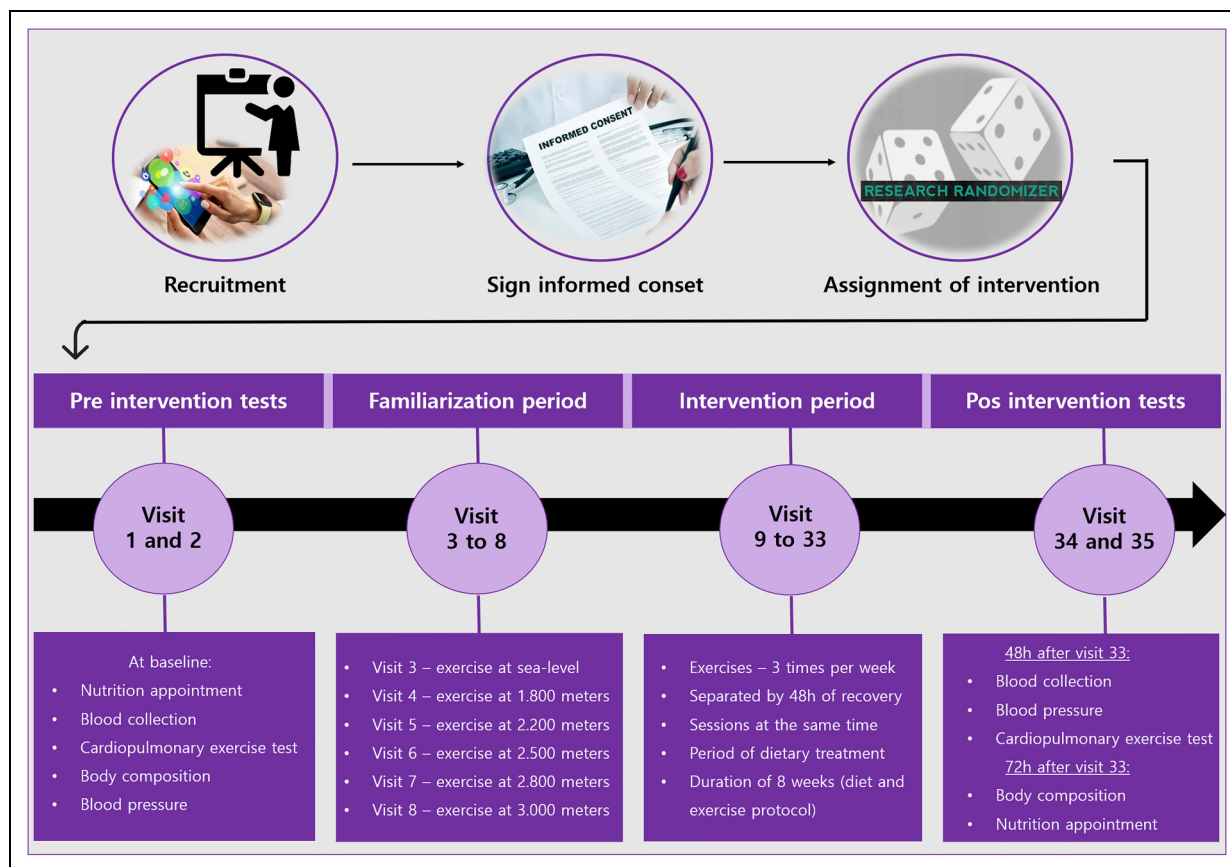 INFORMED CONSENT
RESEARCH RANDOMIZER
Recruitment
Sign informed conset
Assignment of intervention
Pre intervention tests
Familiarization period
Intervention period
Pos intervention tests
Visit
1 and 2
Visit
3 to 8
Visit
9 to 33
Visit
34 and 35
At baseline:
• Nutrition appointment
• Blood collection
• Cardiopulmonary exercise test
• Body composition
• Blood pressure
• Visit 3 – exercise at sea-level
• Visit 4 – exercise at 1.800 meters
• Visit 5 – exercise at 2.200 meters
• Visit 6 – exercise at 2.500 meters
• Visit 7 – exercise at 2.800 meters
• Visit 8 – exercise at 3.000 meters
• Exercises – 3 times per week
• Separated by 48h of recovery
• Sessions at the same time
• Period of dietary treatment
• Duration of 8 weeks (diet and
exercise protocol)
48h after visit 33:
• Blood collection
• Blood pressure
• Cardiopulmonary exercise test
72h after visit 33:
• Body composition
• Nutrition appointment